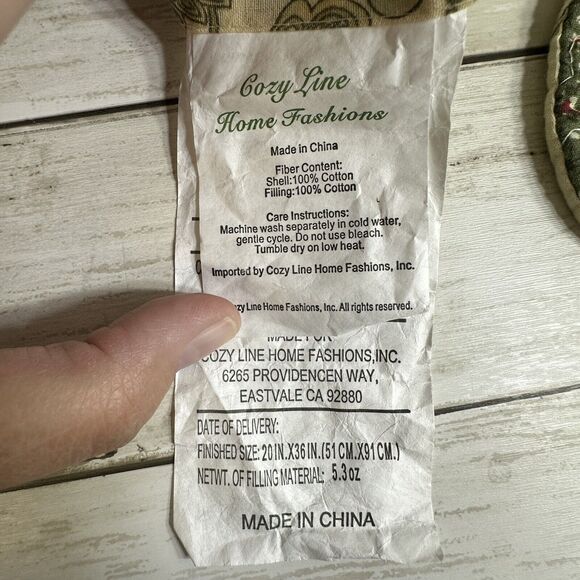 Cozy Line
Home Fashions
Made in China
Fiber Content:
Shell:100% Cotton
Filling:100% Cotton
Care Instructions:
Machine wash separately in cold water,
gentle cycle. Do not use bleach.
Tumble dry on low heat.
Imported by Cozy Line Home Fashions, Inc.
Line Home Fashions, Inc. All rights reserved.
MADE FOR
COZY LINE HOME FASHIONS,INC.
6265 PROVIDENCEN WAY,
EASTVALE CA 92880
DATE OF DELIVERY:
FINISHED SIZE: 20 IN.X36 IN.(51 CM.X91 CM.)
NETWT. OF FILLING MATERIAL; 5.3 oz
MADE IN CHINA